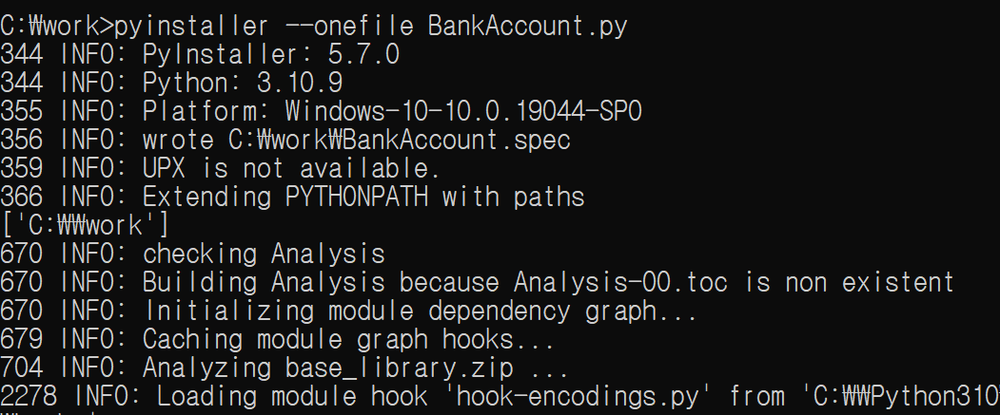 C:₩work>pyinstaller --onefile BankAccount.py
344 INFO: PyInstaller: 5.7.0
344 INFO: Python: 3.10.9
355 INFO: Platform: Windows-10-10.0.19044-SP0
356 INFO: wrote C:₩work₩BankAccount.spec
359 INFO: UPX is not available.
366 INFO: Extending PYTHONPATH with paths
['C:₩₩work']
670 INFO: checking Analysis
670 INFO: Building Analysis because Analysis-00.toc is non existent
670 INFO: Initializing module dependency graph...
679 INFO: Caching module graph hooks...
704 INFO: Analyzing base_library.zip ...
2278 INFO: Loading module hook 'hook-encodings.py' from 'C:₩₩Python310